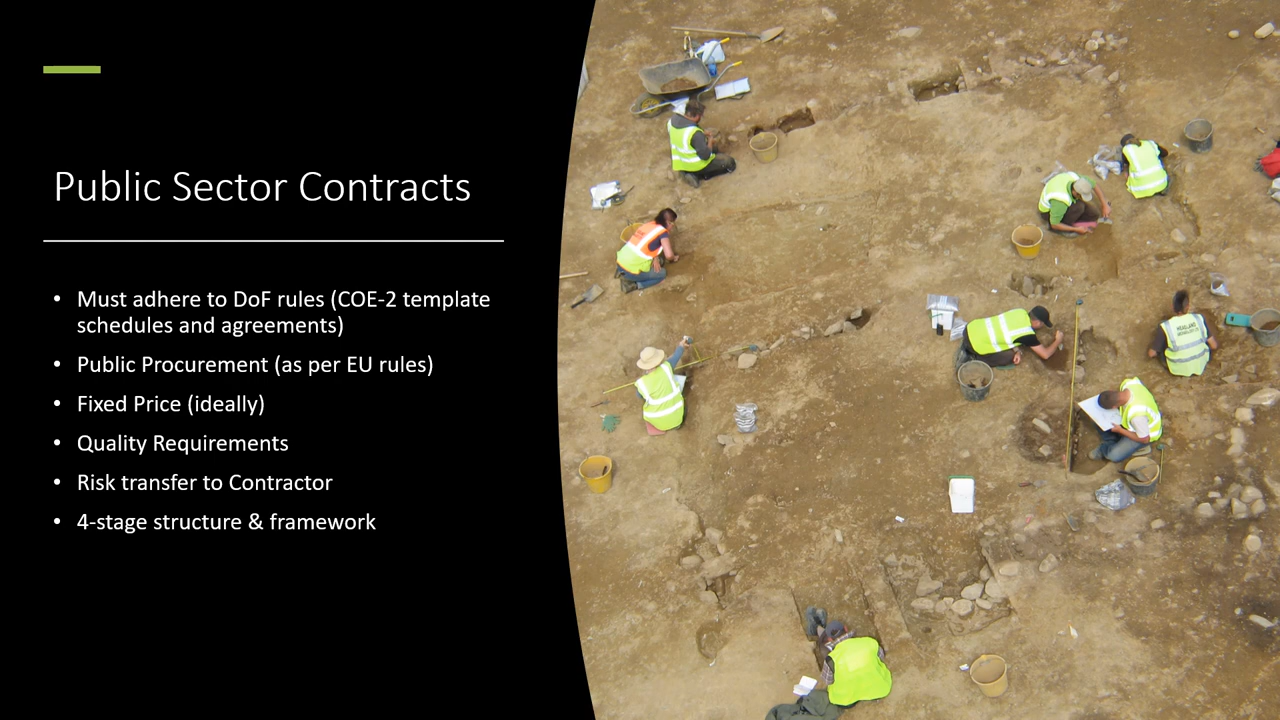 Public Sector Contracts
• Must adhere to DoF rules (COE-2 template
schedules and agreements)
• Public Procurement (as per EU rules)
• Fixed Price (ideally)
• Quality Requirements
• Risk transfer to Contractor
• 4-stage structure & framework